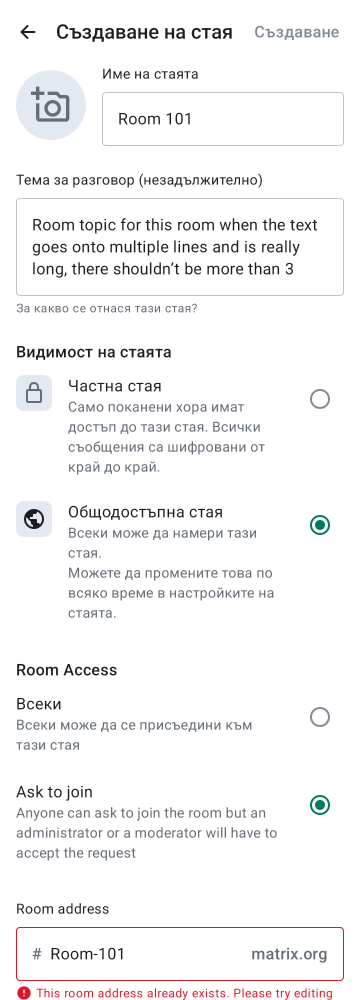 Създаване на стая
Създаване
Име на стаята
Room 101
Тема за разговор (незадължително)
Room topic for this room when the text
goes onto multiple lines and is really
long, there shouldn’t be more than 3
За какво се отнася тази стая?
Видимост на стаята
Частна стая
Само поканени хора имат
достъп до тази стая. Всички
съобщения са шифровани от
край до край.
Общодостъпна стая
Всеки може да намери тази
стая.
Можете да промените това по
всяко време в настройките на
стаята.
Room Access
Всеки
Всеки може да се присъедини към
тази стая
Ask to join
Anyone can ask to join the room but an
administrator or a moderator will have to
accept the request
Room address
# Room-101 matrix.org
This room address already exists. Please try editing